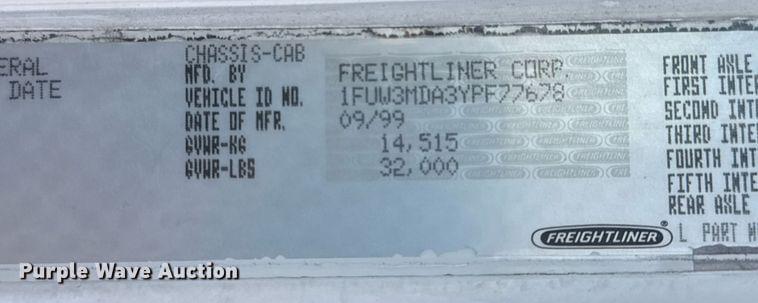 CHASSIS-CAB
ERAL MFD. BY FREIGHTLINER CORP. FRONT AXLE
DATE VEHICLE ID NO. 1FUW3MDA3YPF77678 FIRST INTE
DATE OF MFR. 09/99 SECOND INTE
GVWR-KG 14,515 THIRD INTE
GVWR-LBS 32,000 FOURTH INT
FIFTH INTE
REAR AXLE
FREIGHTLINER® L PART
Purple Wave Auction